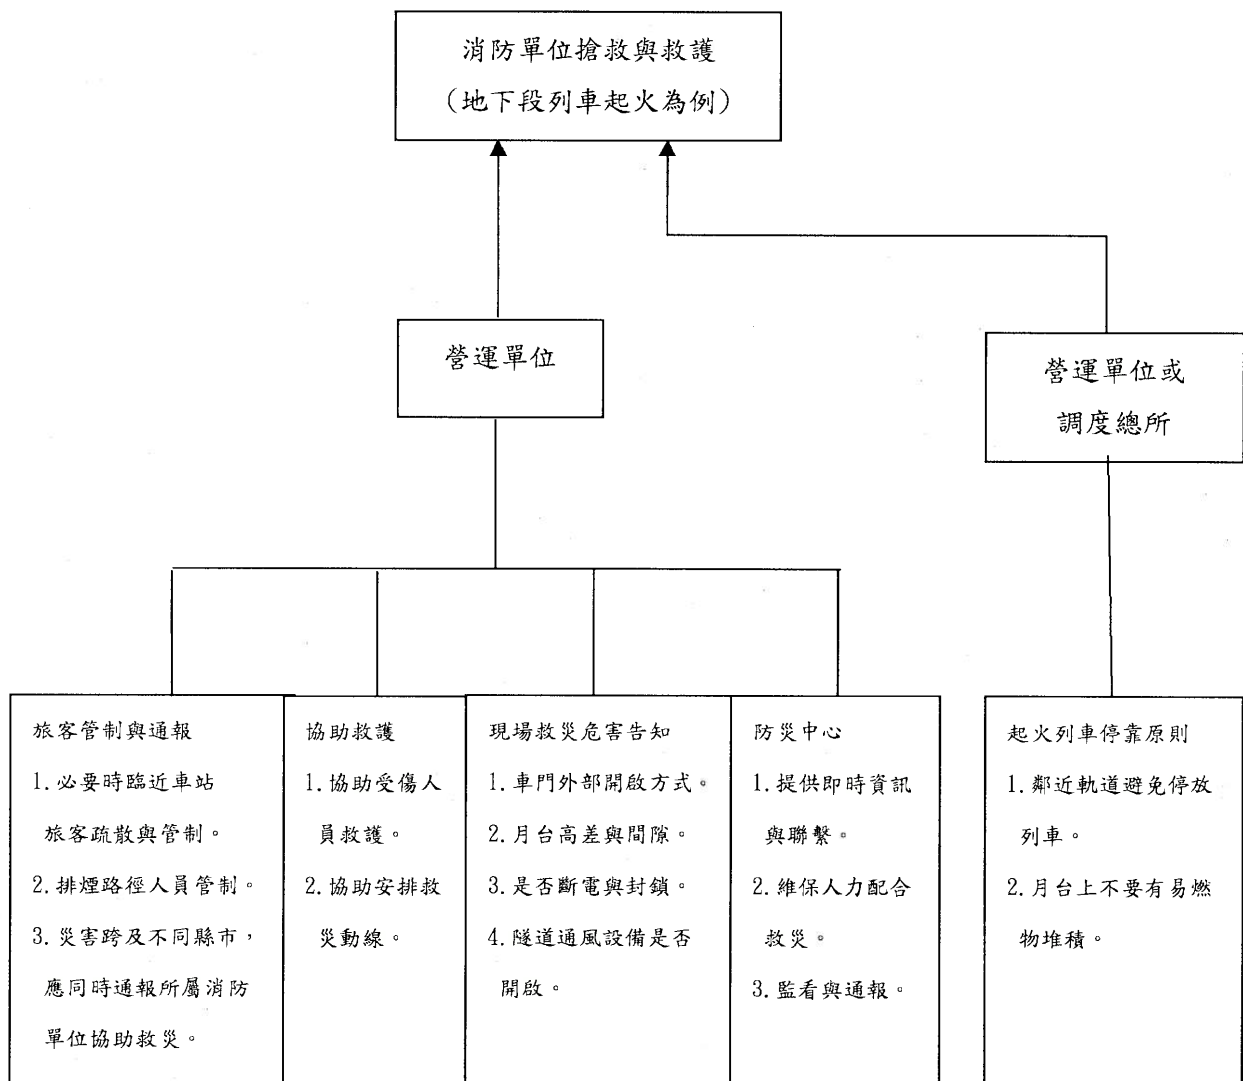 消防單位搶救與救護
(地下段列車起火為例)
營運單位
營運單位或
調度總所
旅客管制與通報
1.必要時臨近車站
旅客疏散與管制。
2.排煙路徑人員管制。
3.災害跨及不同縣市，
應同時通報所屬消防
單位協助救災。
協助救護
1.協助受傷人
員救護。
2.協助安排救
災動線。
現場救災危害告知
1.車門外部開啟方式。
2.月台高差與間隙。
3.是否斷電與封鎖。
4.隧道通風設備是否
開啟。
防災中心
1.提供即時資訊
與聯繫。
2.維保人力配合
救災。
3.監看與通報。
起火列車停靠原則
1.鄰近軌道避免停放
列車。
2.月台上不要有易燃
物堆積。